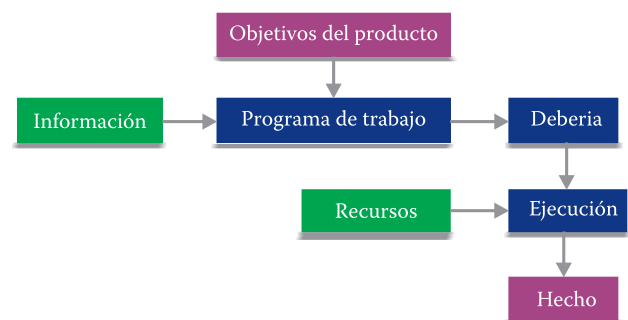 Objetivos del producto
Información
Programa de trabajo
Deberia
Recursos
Ejecución
Hecho